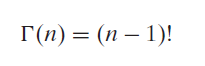 Γ(n) = (n − 1)!